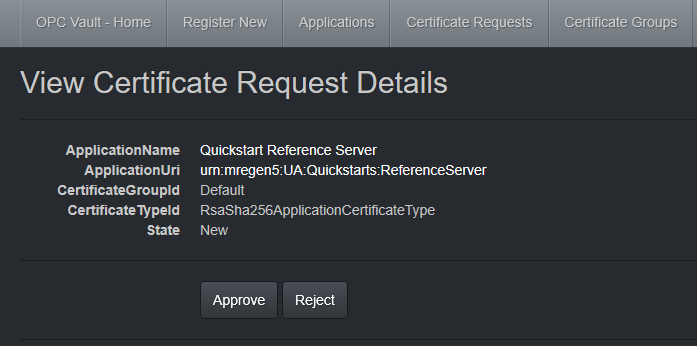 OPC Vault - Home Register New Applications Certificate Requests Certificate Groups
View Certificate Request Details
ApplicationName Quickstart Reference Server
ApplicationUri urn:mregen5:UA:Quickstarts:ReferenceServer
CertificateGroupId Default
CertificateTypeId RsaSha256ApplicationCertificateType
State New
Approve Reject